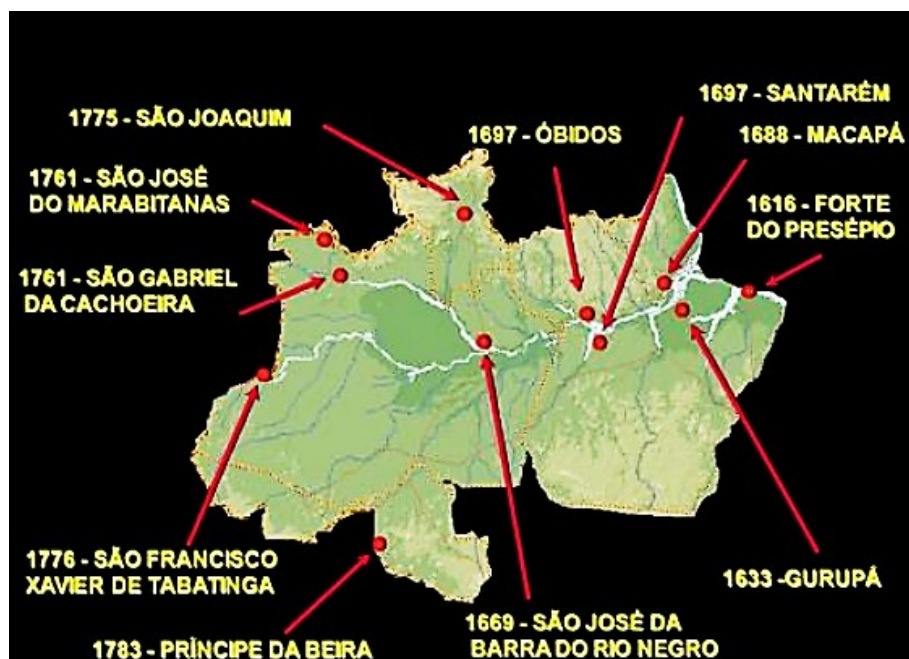 1697 - SANTARÉM
1775 - SÃO JOAQUIM
1697 - ÓBIDOS
1688 - MACAPÁ
1761 - SÃO JOSÉ
DO MARABITANAS
1616 - FORTE
DO PRESÉPIO
1761 - SÃO GABRIEL
DA CACHOEIRA
1776 - SÃO FRANCISCO
XAVIER DE TABATINGA
1633 -GURUPÁ
1669 - SÃO JOSÉ DA
BARRA DO RIO NEGRO
1783 - PRÍNCIPE DA BEIRA